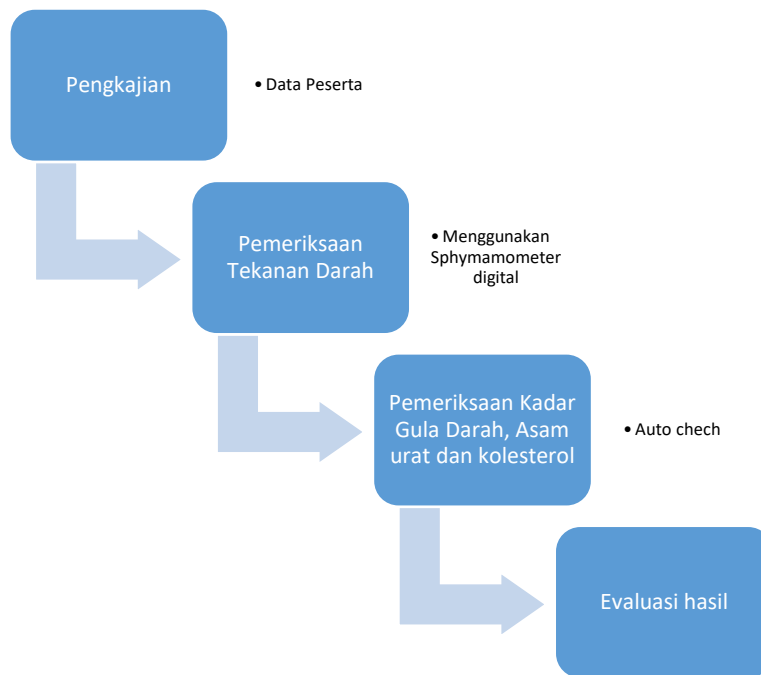 Pengkajian
• Data Peserta
Pemeriksaan
Tekanan Darah
• Menggunakan
Sphymamometer
digital
Pemeriksaan Kadar
Gula Darah, Asam
urat dan kolesterol
• Auto chech
Evaluasi hasil